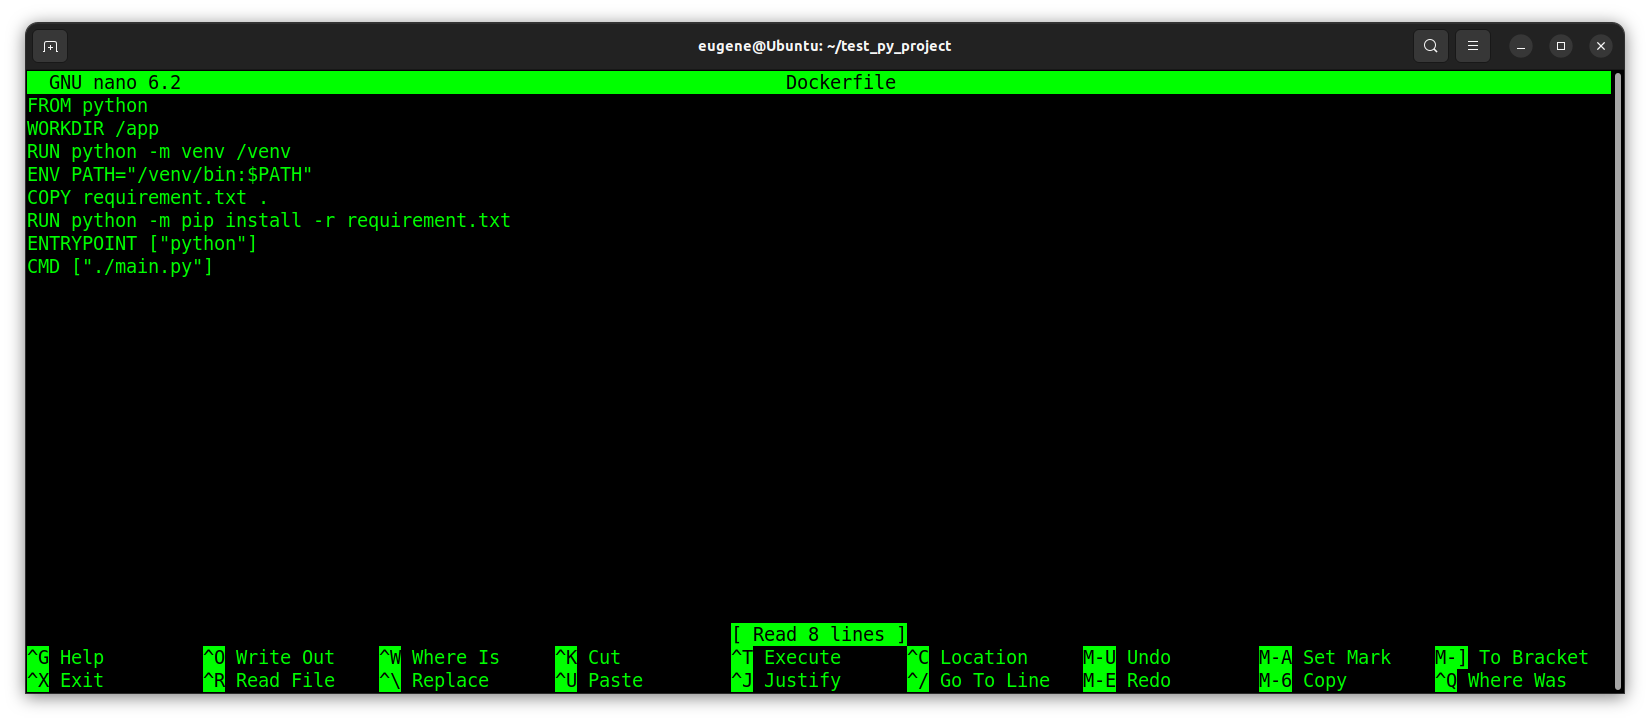 eugene@Ubuntu: ~/test_py_project
GNU nano 6.2 Dockerfile
FROM python
WORKDIR /app
RUN python -m venv /venv
ENV PATH="/venv/bin:$PATH"
COPY requirement.txt .
RUN python -m pip install -r requirement.txt
ENTRYPOINT ["python"]
CMD ["./main.py"]
[ Read 8 lines ]
^G Help ^O Write Out ^W Where Is ^K Cut ^T Execute ^C Location M-U Undo M-A Set Mark M-] To Bracket
^X Exit ^R Read File ^\ Replace ^U Paste ^J Justify ^/ Go To Line M-E Redo M-6 Copy ^Q Where Was